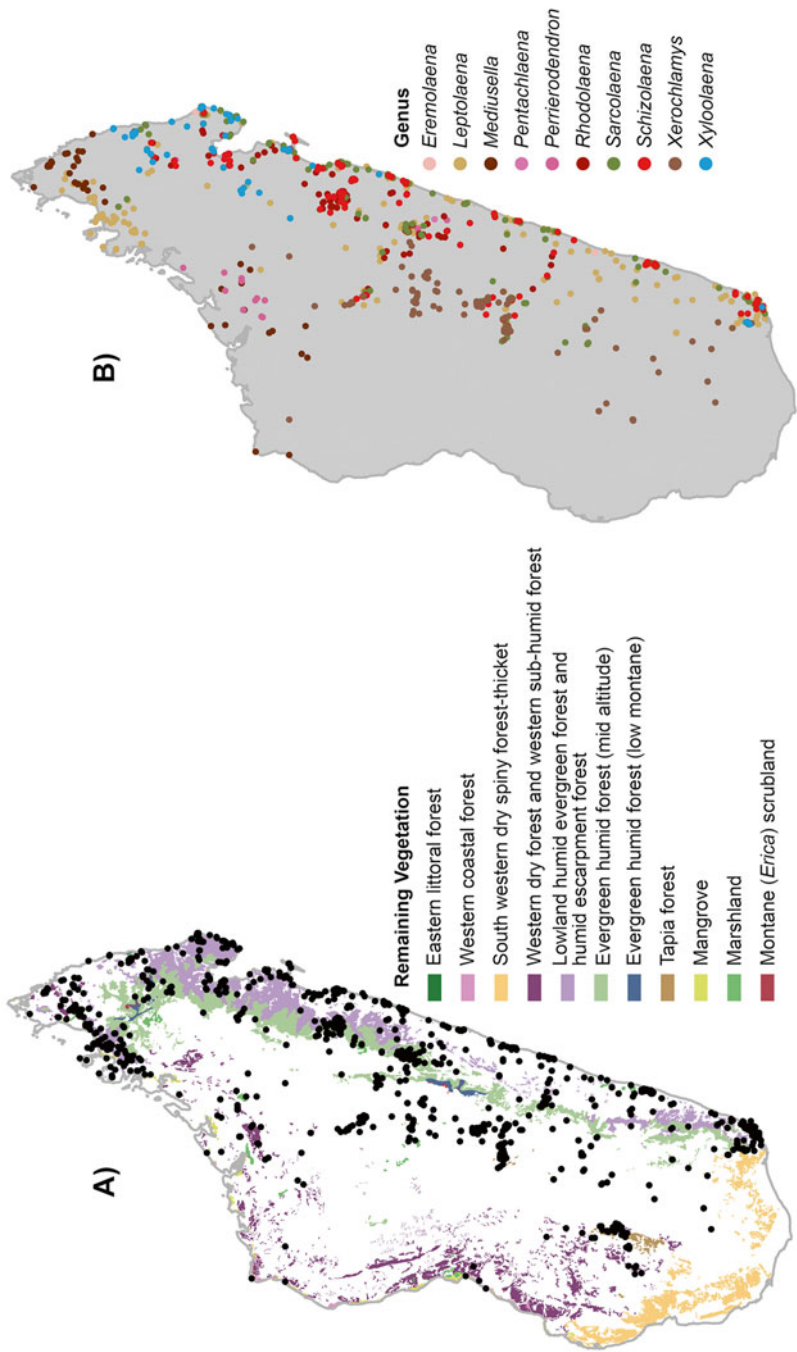 A)
Remaining Vegetation
Eastern littoral forest
Western coastal forest
South western dry spiny forest-thicket
Western dry forest and western sub-humid forest
Lowland humid evergreen forest and
humid escarpment forest
Evergreen humid forest (mid altitude)
Evergreen humid forest (low montane)
Tapia forest
Mangrove
Marshland
Montane (Erica) scrubland
B)
Genus
Eremolaena
Leptolaena
Mediusella
Pentachlaena
Perrierodendron
Rhodolaena
Sarcolaena
Schizolaena
Xerochlamys
Xyloolaena